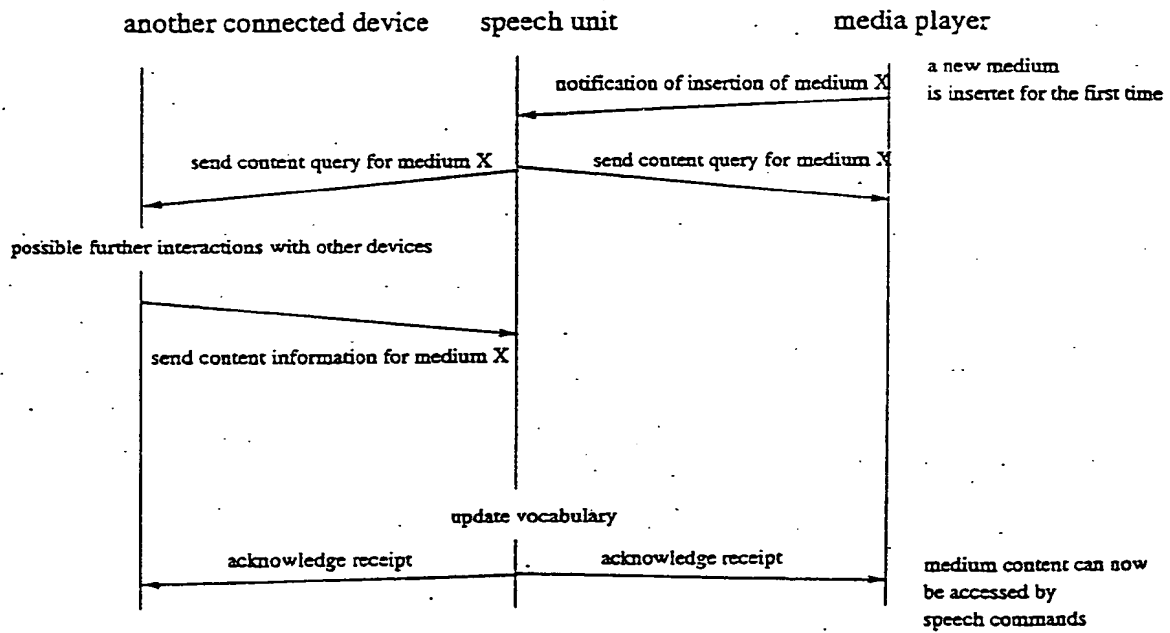 another connected device speech unit media player
a new medium
is insertet for the first time
notification of insertion of medium X
send content query for medium X
send content query for medium X
possible further interactions with other devices
send content information for medium X
update vocabulary
acknowledge receipt
acknowledge receipt
medium content can now
be accessed by
speech commands